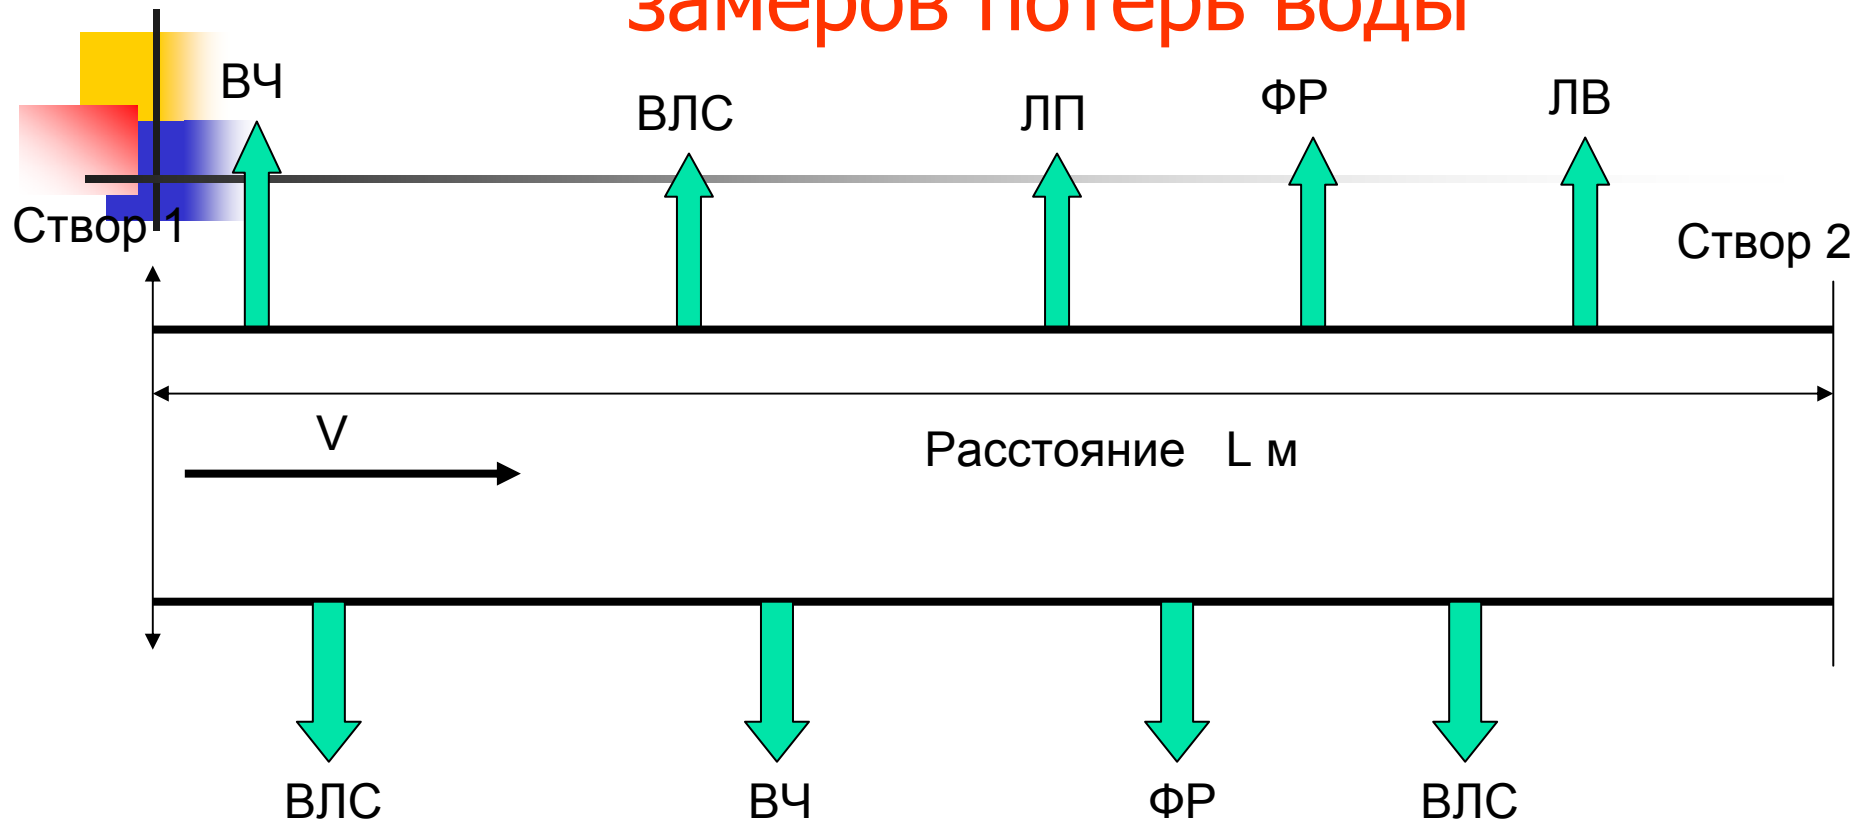 замеров потерь воды
ВЧ
ВЛС
ЛП
ФР
ЛВ
Створ 1
Створ 2
V
Расстояние L м
ВЛС
ВЧ
ФР
ВЛС